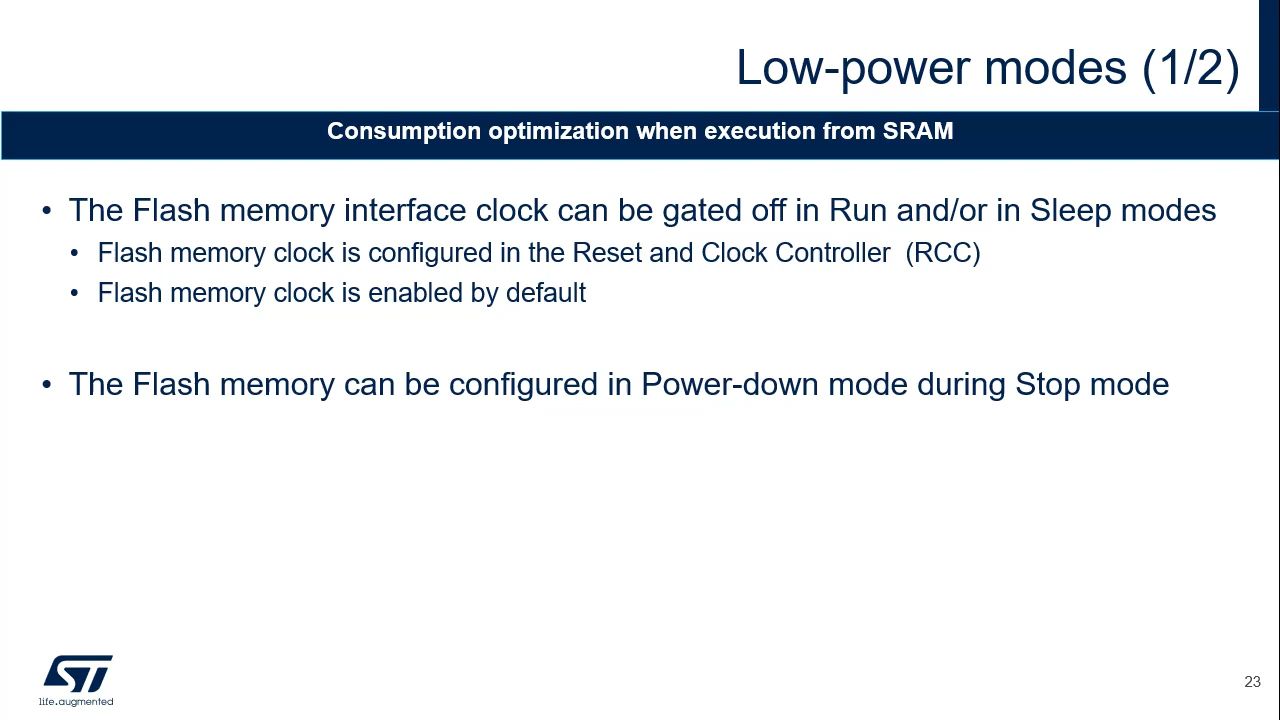 Low-power modes (1/2)
Consumption optimization when execution from SRAM
• The Flash memory interface clock can be gated off in Run and/or in Sleep modes
• Flash memory clock is configured in the Reset and Clock Controller (RCC)
• Flash memory clock is enabled by default
• The Flash memory can be configured in Power-down mode during Stop mode
ST
life.augmented
23